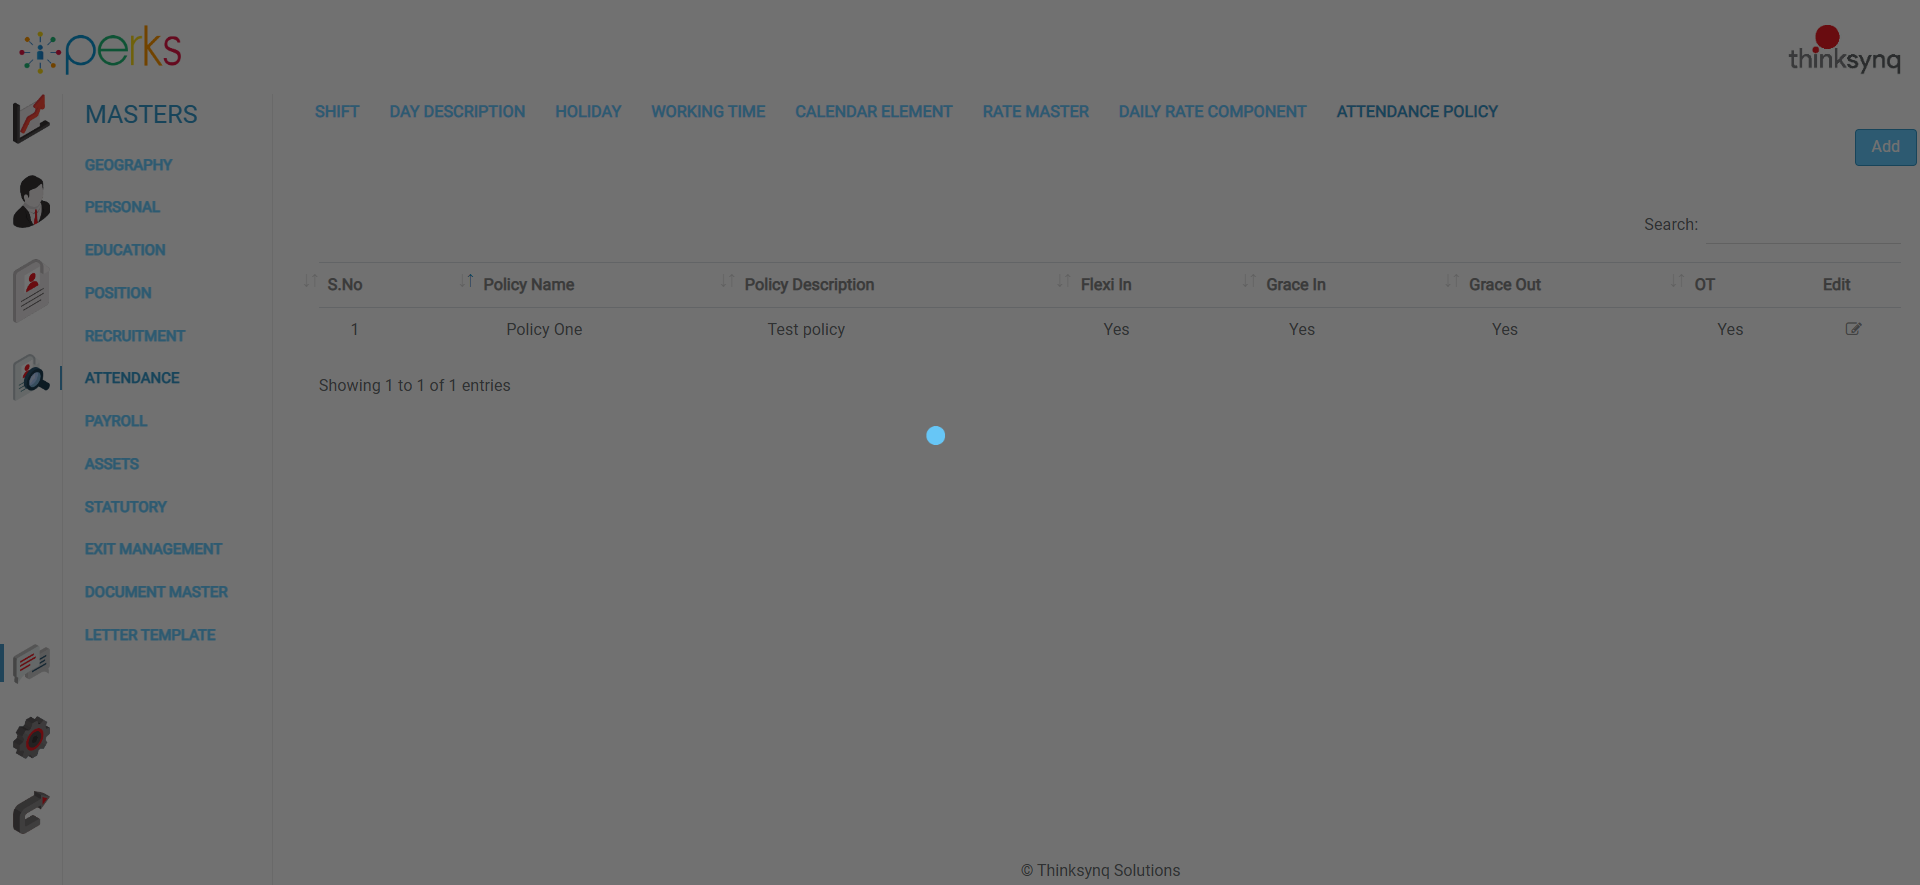 perks
thinksynq
MASTERS
GEOGRAPHY
PERSONAL
EDUCATION
POSITION
RECRUITMENT
ATTENDANCE
PAYROLL
ASSETS
STATUTORY
EXIT MANAGEMENT
DOCUMENT MASTER
LETTER TEMPLATE
SHIFT DAY DESCRIPTION HOLIDAY WORKING TIME CALENDAR ELEMENT RATE MASTER DAILY RATE COMPONENT ATTENDANCE POLICY
Add
Search:
S.No Policy Name Policy Description Flexi In Grace In Grace Out OT Edit
1 Policy One Test policy Yes Yes Yes Yes
Showing 1 to 1 of 1 entries
© Thinksynq Solutions